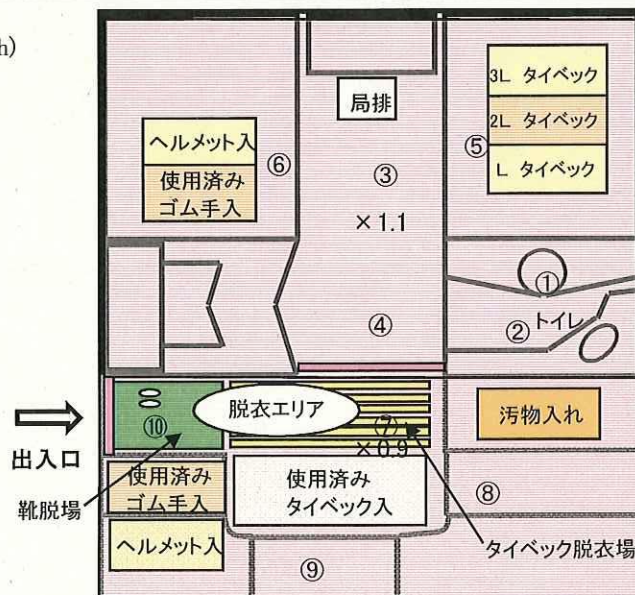 h)
局排
3L タイベック
2L タイベック
L タイベック
ヘルメット入
使用済み
ゴム手入
⑥
③
⑤
×1.1
①
④
②
トイレ
脱衣エリア
⑩
⑦
×0.9
汚物入れ
出入口
靴脱場
使用済み
ゴム手入
使用済み
タイベック入
⑧
ヘルメット入
⑨
タイベック脱衣場